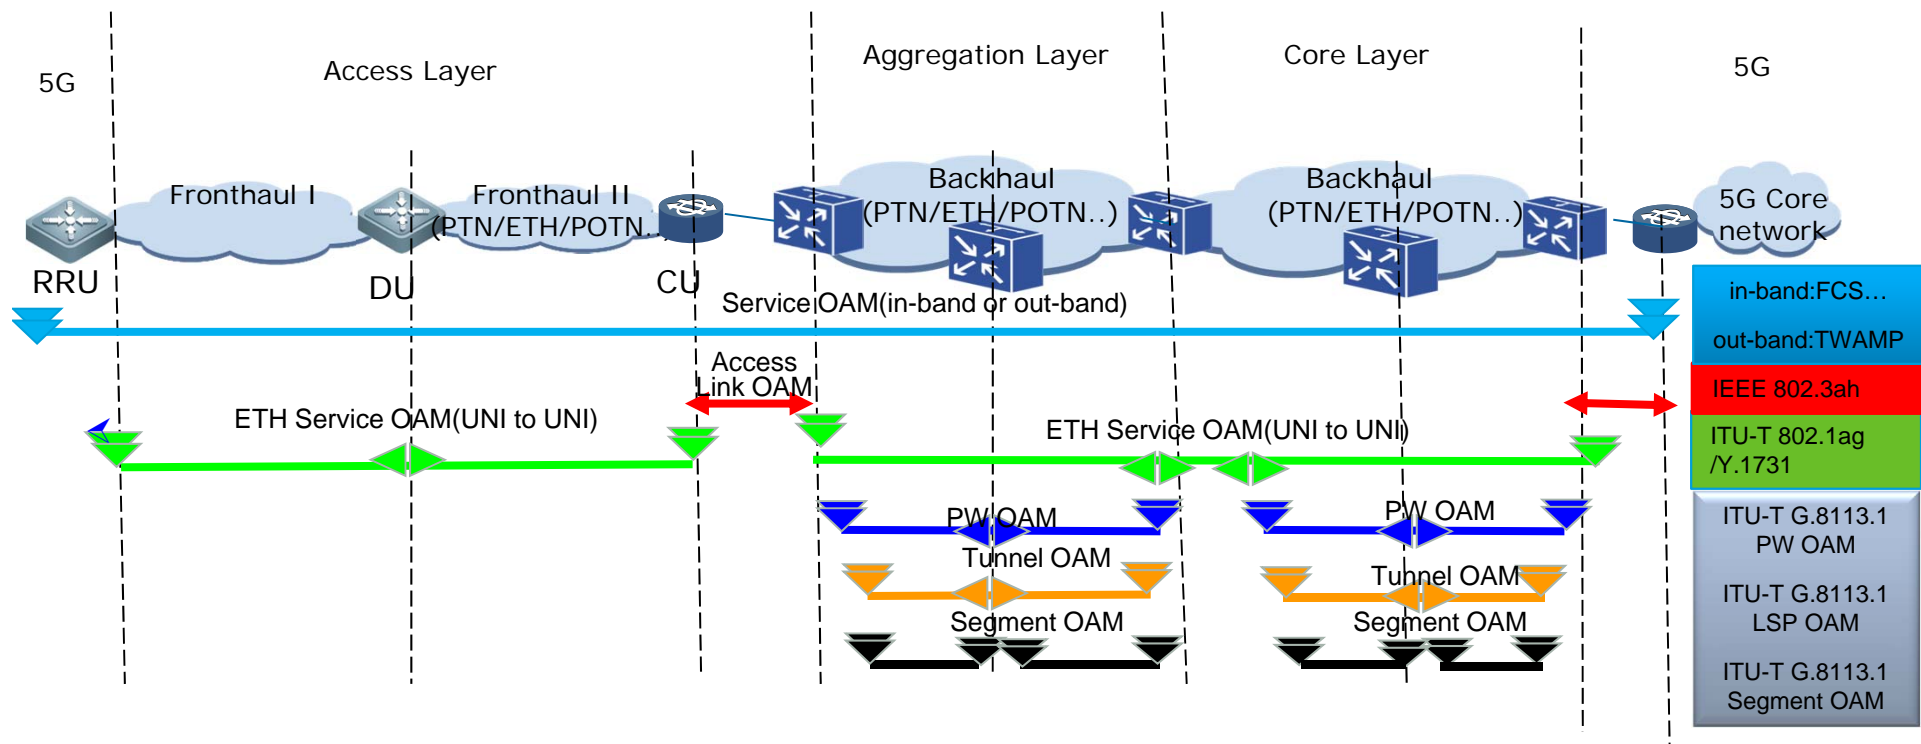 5G
Access Layer
Aggregation Layer
Core Layer
5G
Fronthaul I
Fronthaul II
(PTN/ETH/POTN..)
Backhaul
(PTN/ETH/POTN..)
Backhaul
(PTN/ETH/POTN..)
5G Core
network
RRU
DU
CU
Service OAM(in-band or out-band)
in-band:FCS...
out-band:TWAMP
Access
Link OAM
IEEE 802.3ah
ETH Service OAM(UNI to UNI)
ETH Service OAM(UNI to UNI)
ITU-T 802.1ag
/Y.1731
PW OAM
PW OAM
ITU-T G.8113.1
PW OAM
Tunnel OAM
Tunnel OAM
ITU-T G.8113.1
LSP OAM
Segment OAM
Segment OAM
ITU-T G.8113.1
Segment OAM